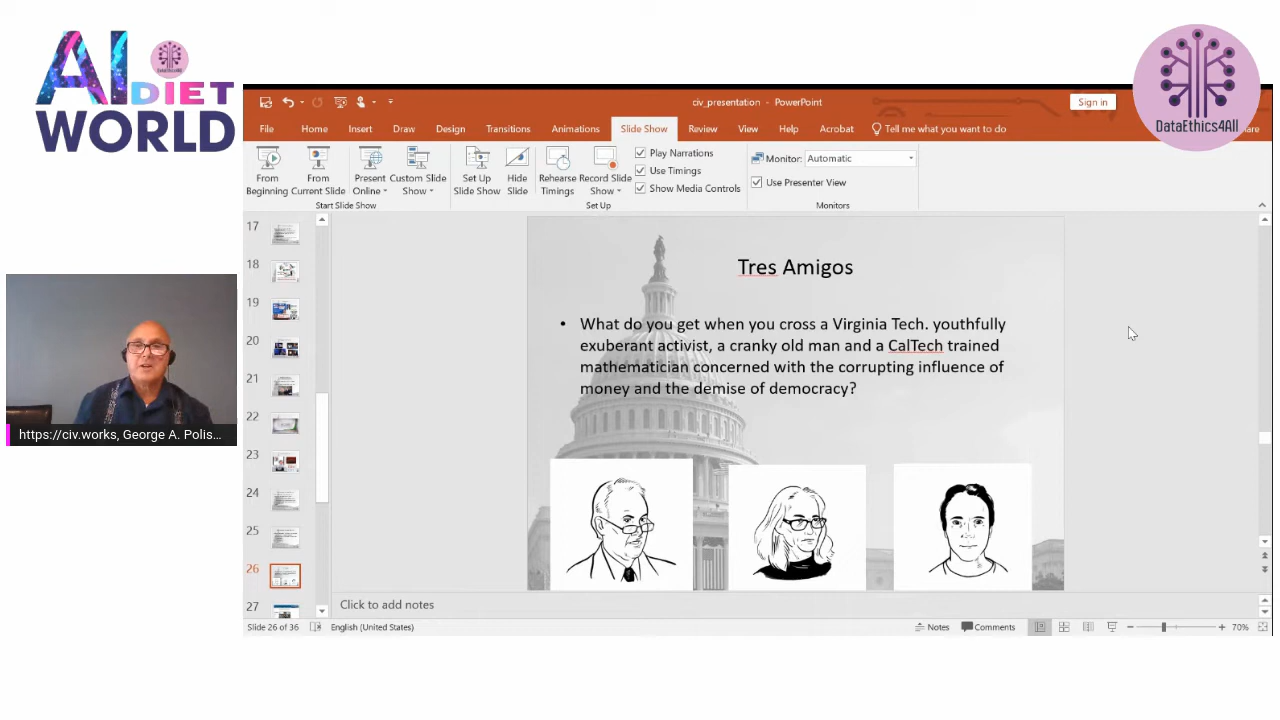 AI DIET
WORLD
DataEthics4All
civ_presentation - PowerPoint
Sign in
File Home Insert Draw Design Transitions Animations Slide Show Review View Help Acrobat Tell me what you want to do
From Beginning
From Current Slide
Present Online
Custom Slide Show
Set Up Slide Show
Hide Slide
Rehearse Timings
Record Slide Show
Play Narrations
Use Timings
Show Media Controls
Monitor: Automatic
Use Presenter View
Start Slide Show
Set Up
Monitors
17
18
19
20
21
22
23
24
25
26
27
Tres Amigos
• What do you get when you cross a Virginia Tech. youthfully
exuberant activist, a cranky old man and a CalTech trained
mathematician concerned with the corrupting influence of
money and the demise of democracy?
https://civ.works, George A. Polis...
Click to add notes
Slide 26 of 36 English (United States) Notes Comments 70%